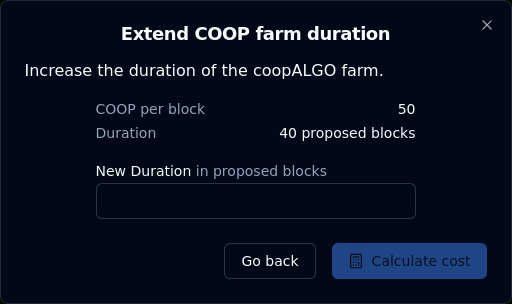 Extend COOP farm duration
Increase the duration of the coopALGO farm.
COOP per block 50
Duration 40 proposed blocks
New Duration in proposed blocks
Go back Calculate cost